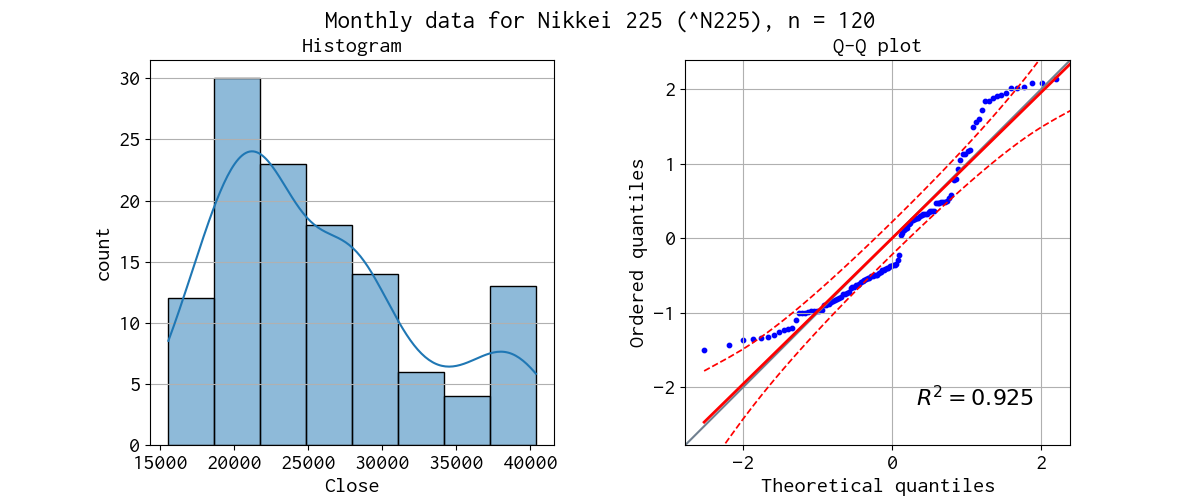 Monthly data for Nikkei 225 (^N225), n = 120
Histogram
30
25
20
15
10
5
0
count
15000 20000 25000 30000 35000 40000
Close
Q-Q plot
2
1
0
−1
−2
Ordered quantiles
R² = 0.925
−2 0 2
Theoretical quantiles